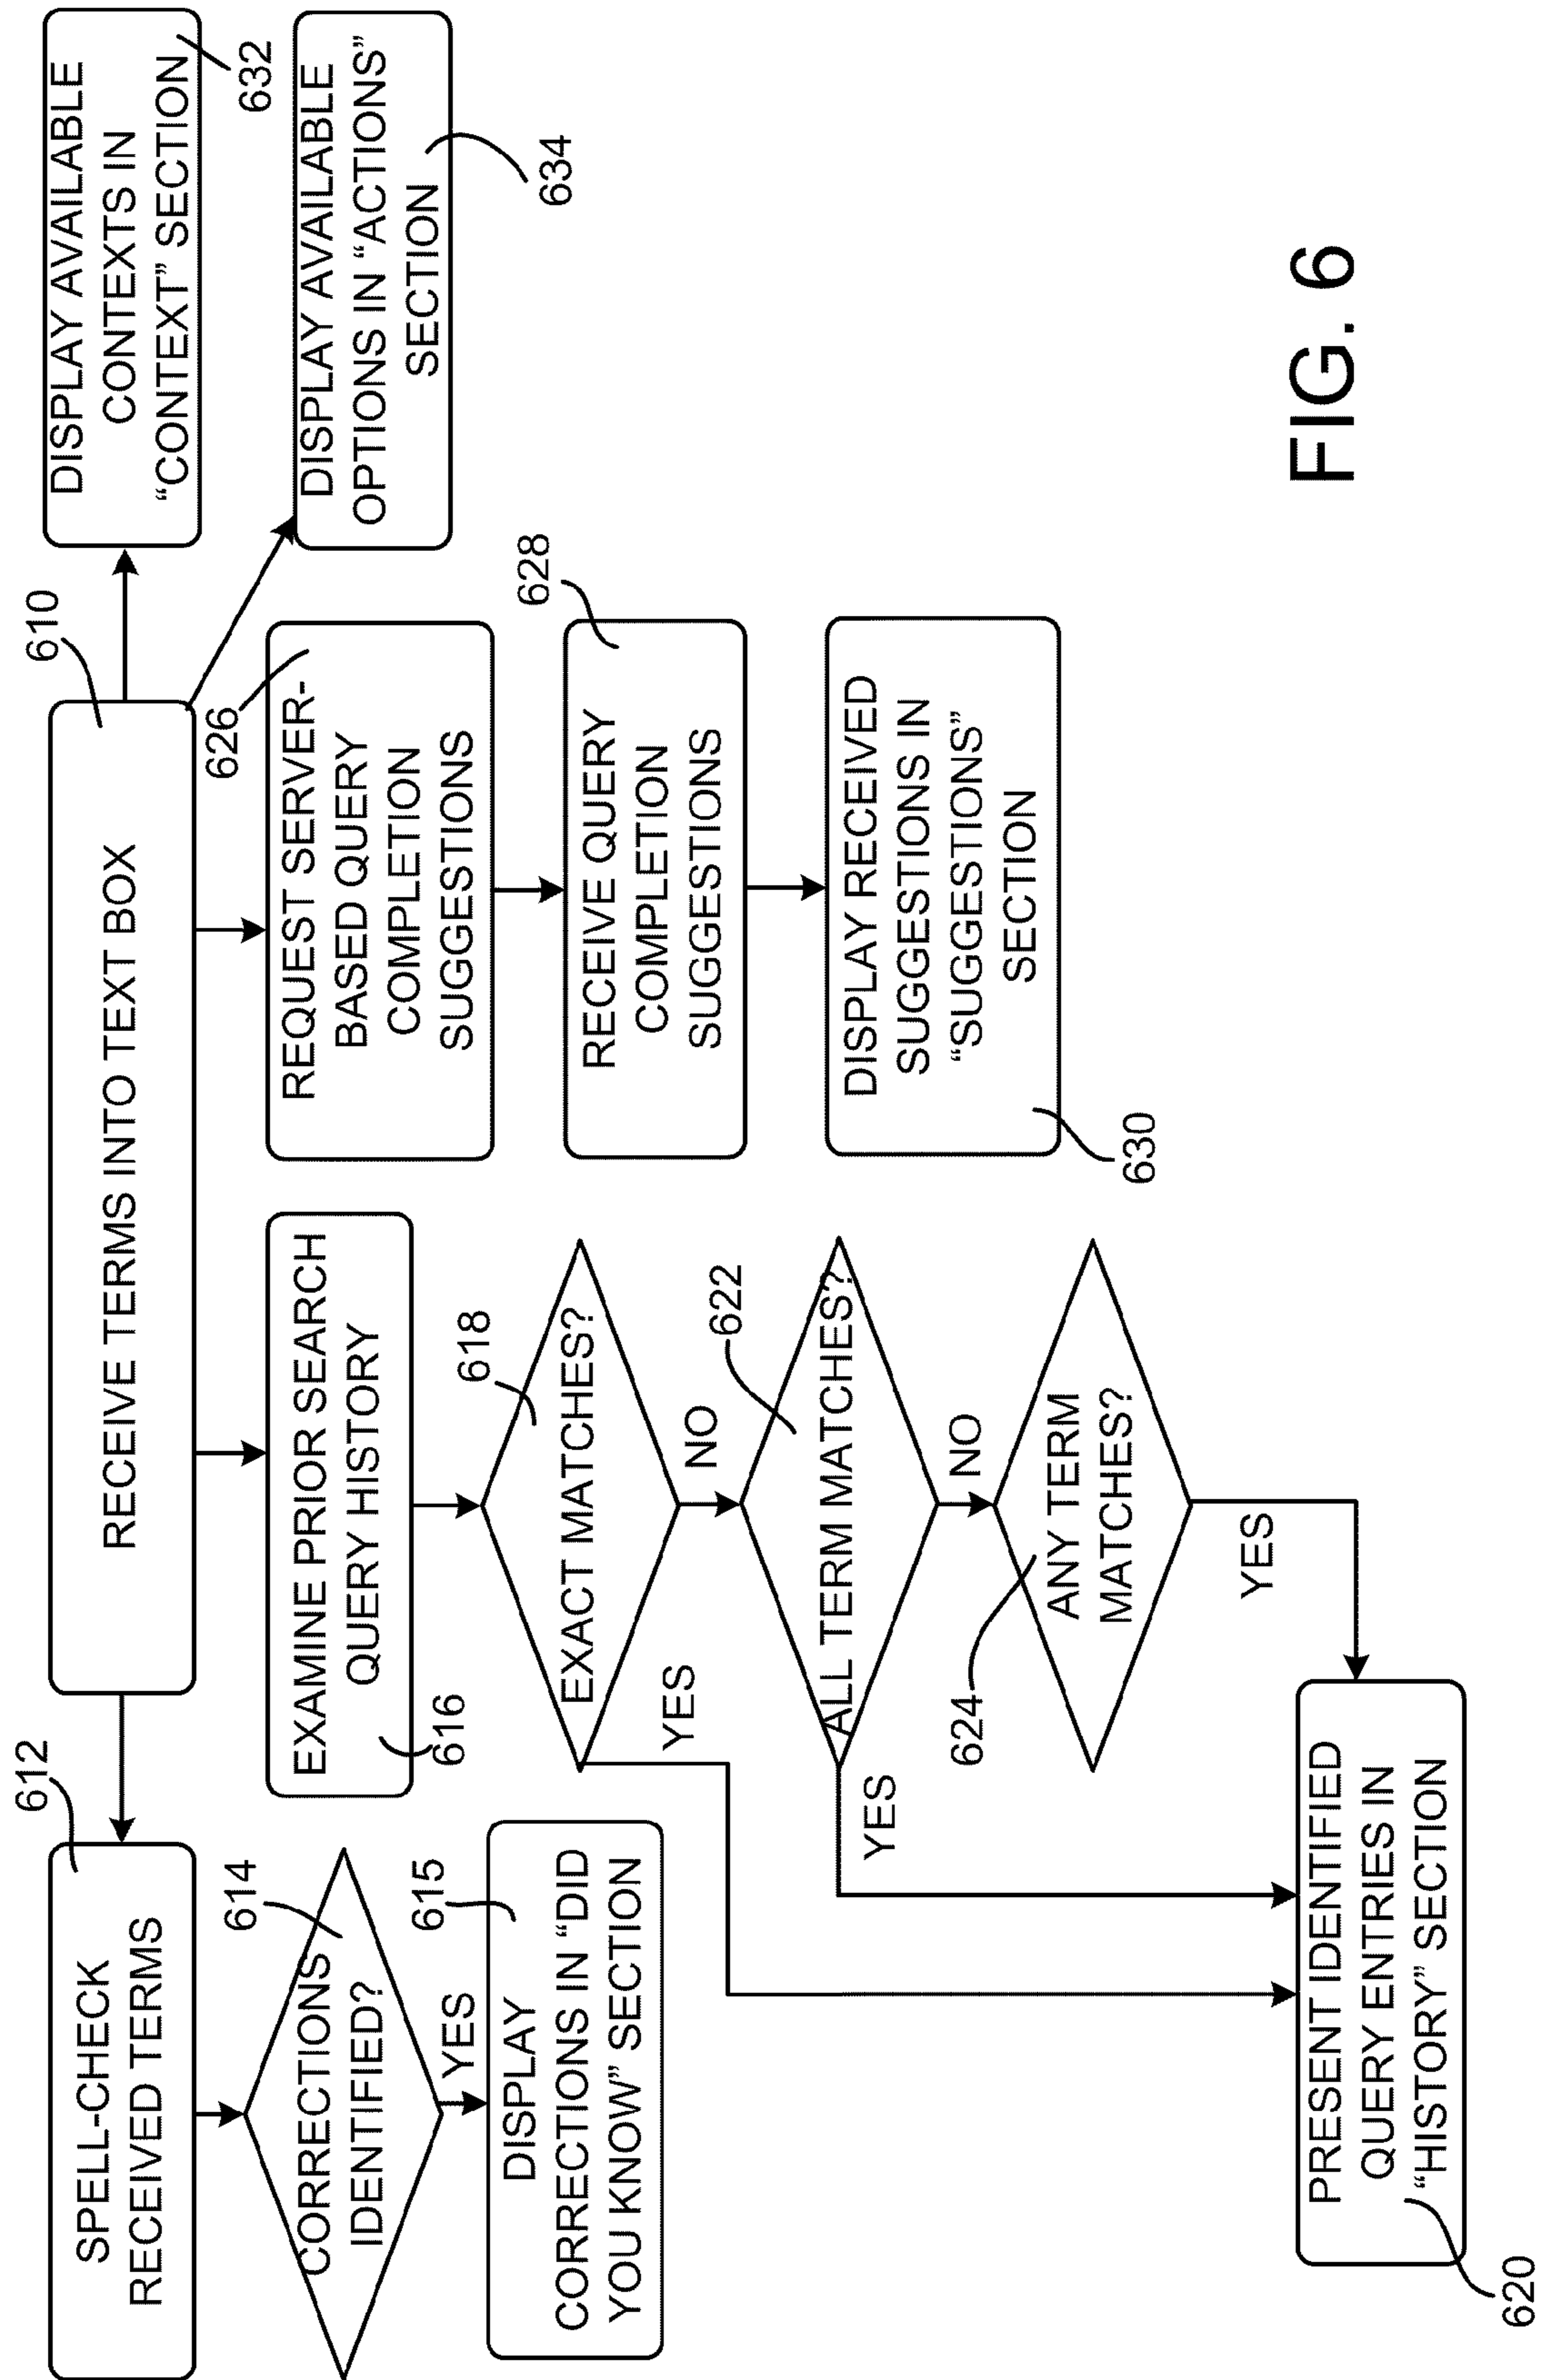 612
SPELL-CHECK
RECEIVED TERMS
614
CORRECTIONS
IDENTIFIED?
YES
615
DISPLAY
CORRECTIONS IN “DID
YOU KNOW” SECTION
610
RECEIVE TERMS INTO TEXT BOX
EXAMINE PRIOR SEARCH
QUERY HISTORY
616
618
EXACT MATCHES?
YES
NO
622
ALL TERM MATCHES?
YES
NO
624
ANY TERM
MATCHES?
YES
PRESENT IDENTIFIED
QUERY ENTRIES IN
“HISTORY” SECTION
620
626
REQUEST SERVER-
BASED QUERY
COMPLETION
SUGGESTIONS
628
RECEIVE QUERY
COMPLETION
SUGGESTIONS
DISPLAY RECEIVED
SUGGESTIONS IN
“SUGGESTIONS”
SECTION
630
DISPLAY AVAILABLE
CONTEXTS IN
“CONTEXT” SECTION
632
DISPLAY AVAILABLE
OPTIONS IN “ACTIONS”
SECTION
634
FIG. 6